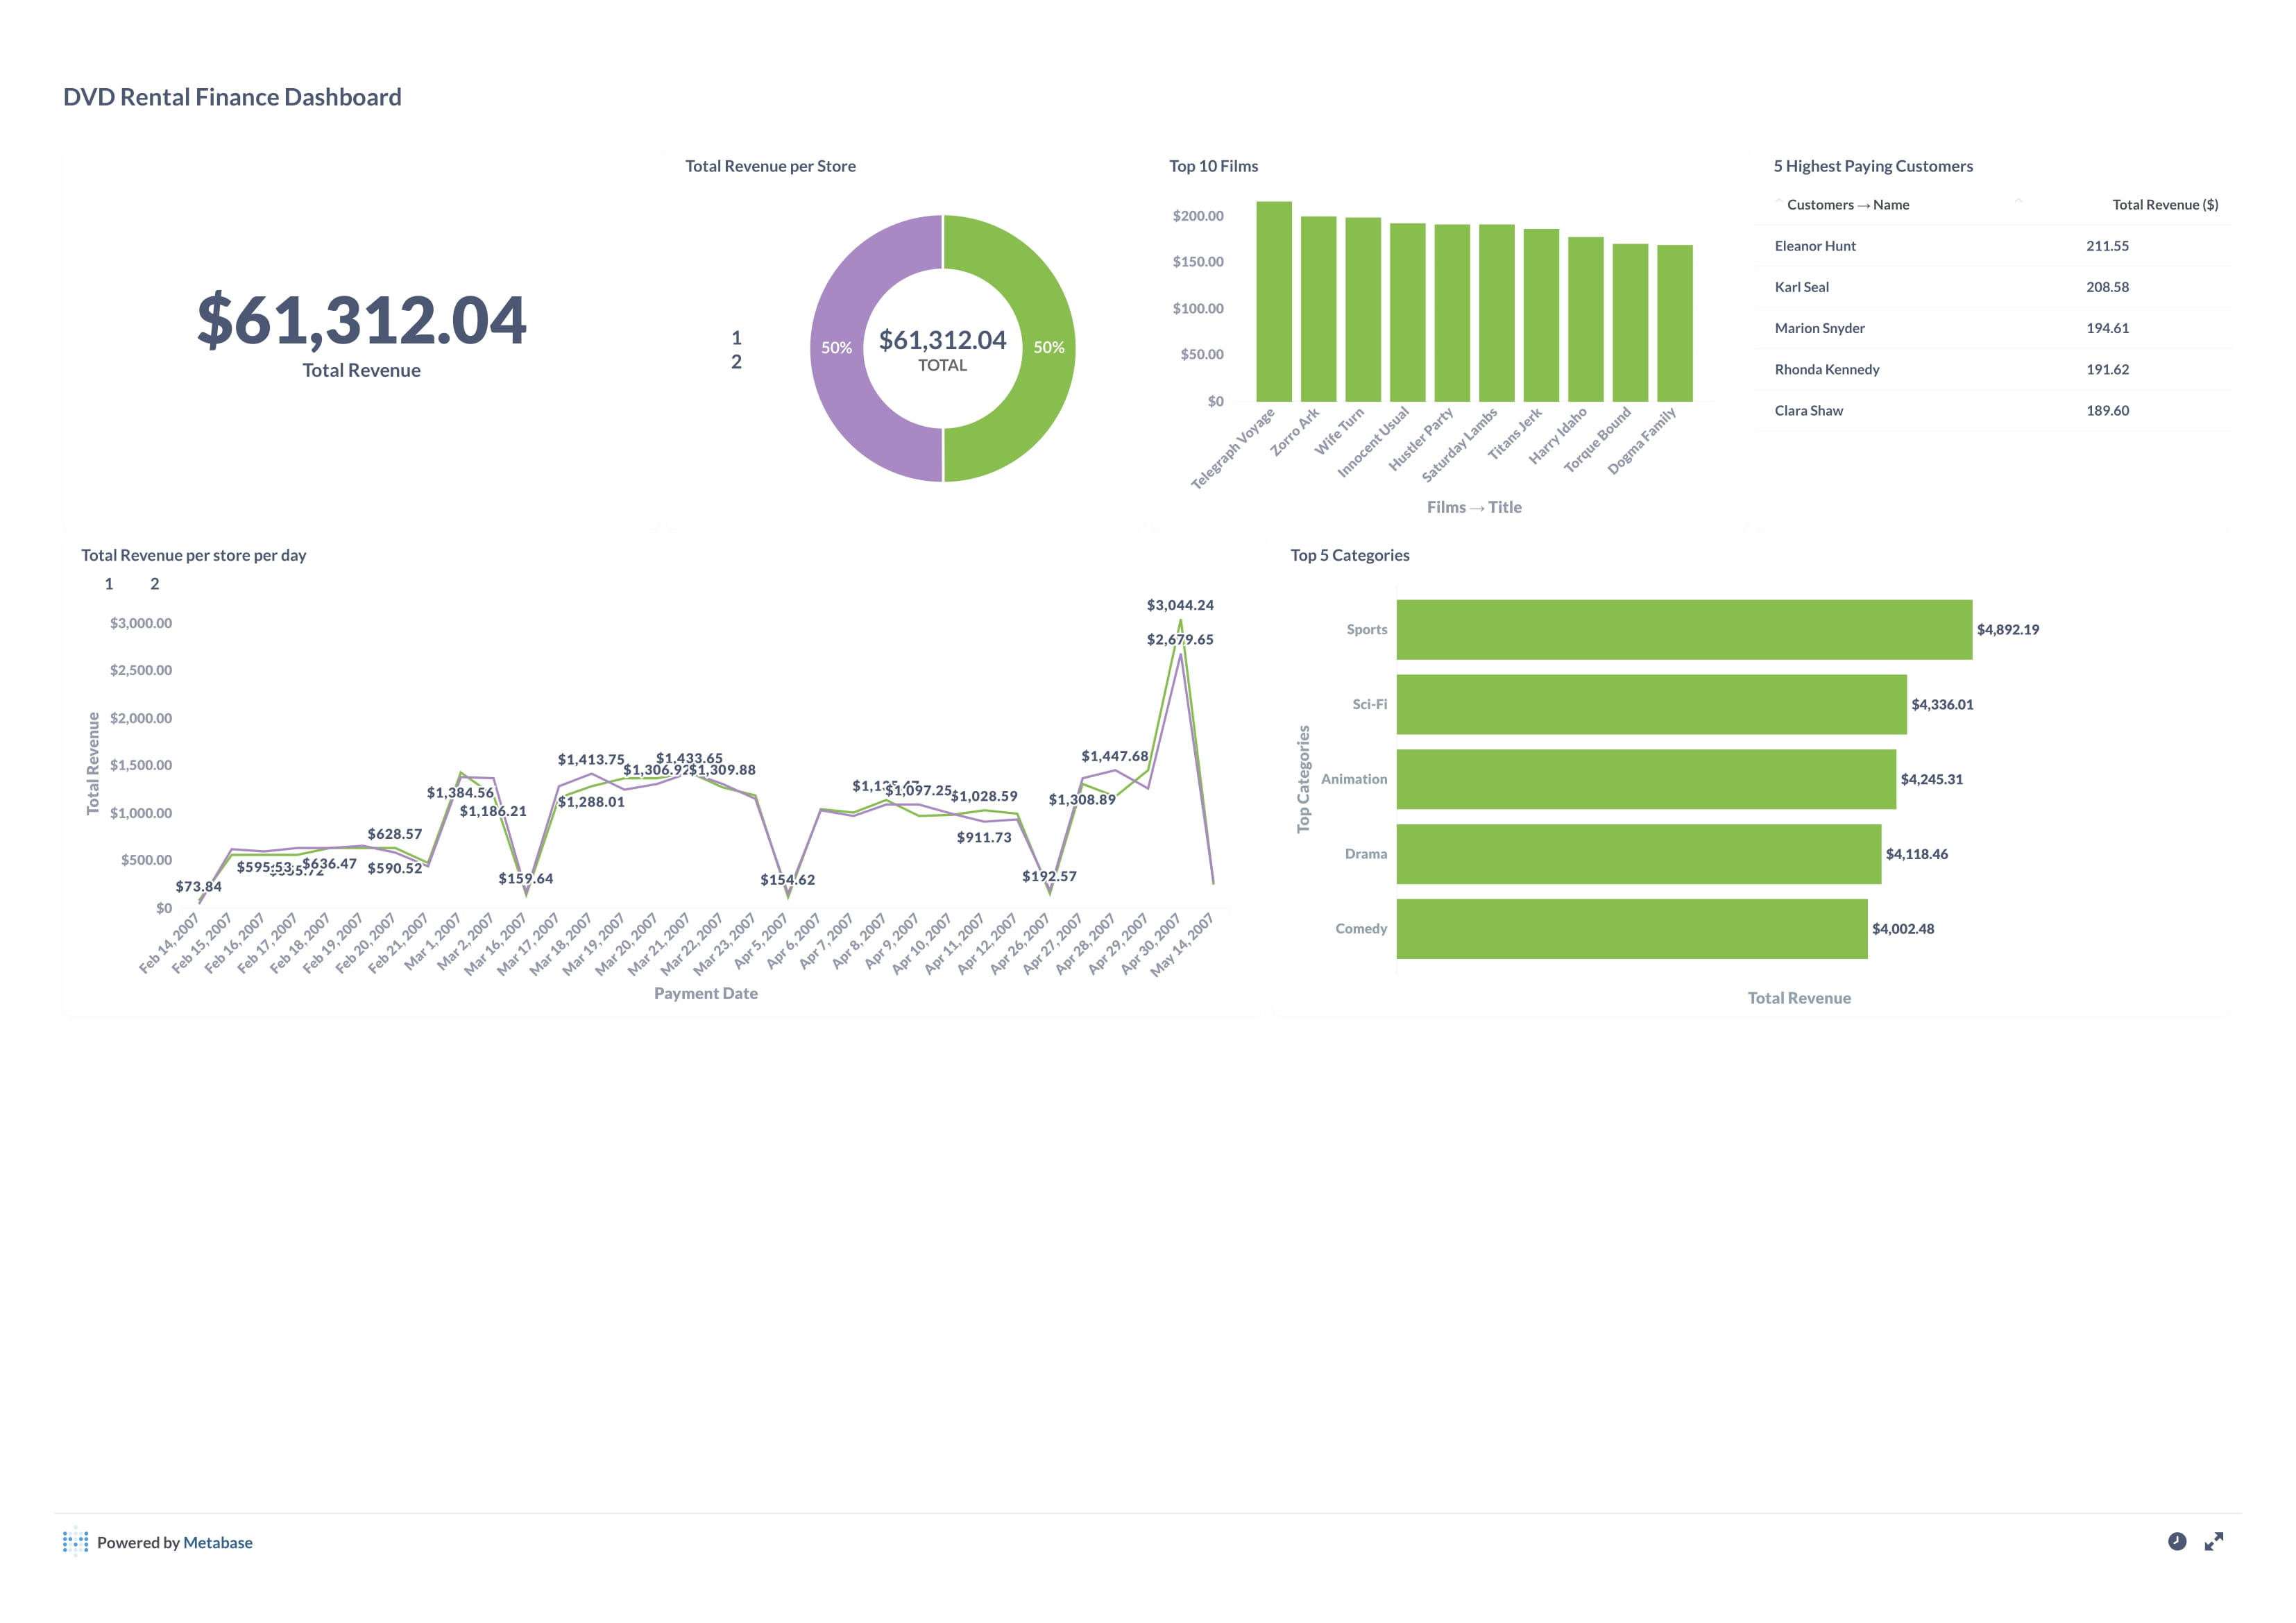 DVD Rental Finance Dashboard
$61,312.04
Total Revenue
Total Revenue per Store
1
2
50%
$61,312.04
TOTAL
50%
Top 10 Films
$200.00
$150.00
$100.00
$50.00
$0
Telegraph Voyage
Zorro Ark
Wife Turn
Innocent Usual
Hustler Party
Saturday Lambs
Titans Jerk
Harry Idaho
Torque Bound
Dogma Family
Films → Title
5 Highest Paying Customers
Customers → Name Total Revenue ($)
Eleanor Hunt 211.55
Karl Seal 208.58
Marion Snyder 194.61
Rhonda Kennedy 191.62
Clara Shaw 189.60
Total Revenue per store per day
1 2
Total Revenue
$3,000.00
$2,500.00
$2,000.00
$1,500.00
$1,000.00
$500.00
$0
$73.84
$595.53
$636.47
$628.57
$590.52
$1,384.56
$1,186.21
$159.64
$1,413.75
$1,288.01
$1,306.92
$1,433.65
$1,309.88
$154.62
$1,097.25
$1,028.59
$911.73
$192.57
$1,308.89
$1,447.68
$3,044.24
$2,679.65
Feb 14, 2007
Feb 15, 2007
Feb 16, 2007
Feb 17, 2007
Feb 18, 2007
Feb 19, 2007
Feb 20, 2007
Feb 21, 2007
Mar 1, 2007
Mar 2, 2007
Mar 16, 2007
Mar 17, 2007
Mar 18, 2007
Mar 19, 2007
Mar 20, 2007
Mar 21, 2007
Mar 22, 2007
Mar 23, 2007
Apr 5, 2007
Apr 6, 2007
Apr 7, 2007
Apr 8, 2007
Apr 9, 2007
Apr 10, 2007
Apr 11, 2007
Apr 12, 2007
Apr 26, 2007
Apr 27, 2007
Apr 28, 2007
Apr 29, 2007
Apr 30, 2007
May 14, 2007
Payment Date
Top 5 Categories
Top Categories
Sports $4,892.19
Sci-Fi $4,336.01
Animation $4,245.31
Drama $4,118.46
Comedy $4,002.48
Total Revenue
Powered by Metabase